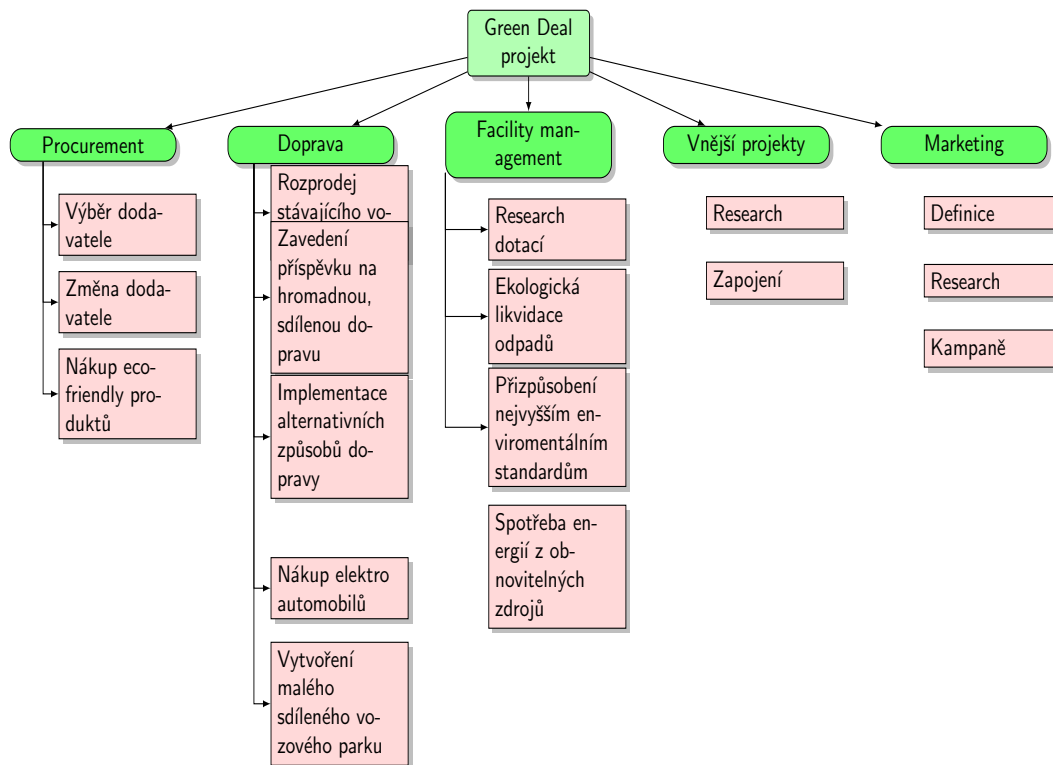 Green Deal
projekt
Procurement
Výběr doda-
vatele
Změna doda-
vatele
Nákup eco-
friendly pro-
duktů
Doprava
Rozprodej
stávajícího vo-
Zavedení
příspěvku na
hromadnou,
sdílenou do-
pravu
Implementace
alternativních
způsobů do-
pravy
Nákup elektro
automobilů
Vytvoření
malého
sdíleného vo-
zového parku
Facility man-
agement
Research
dotací
Ekologická
likvidace
odpadů
Přizpůsobení
nejvyšším en-
viromentálním
standardům
Spotřeba en-
ergií z ob-
novitelných
zdrojů
Vnější projekty
Research
Zapojení
Marketing
Definice
Research
Kampaně